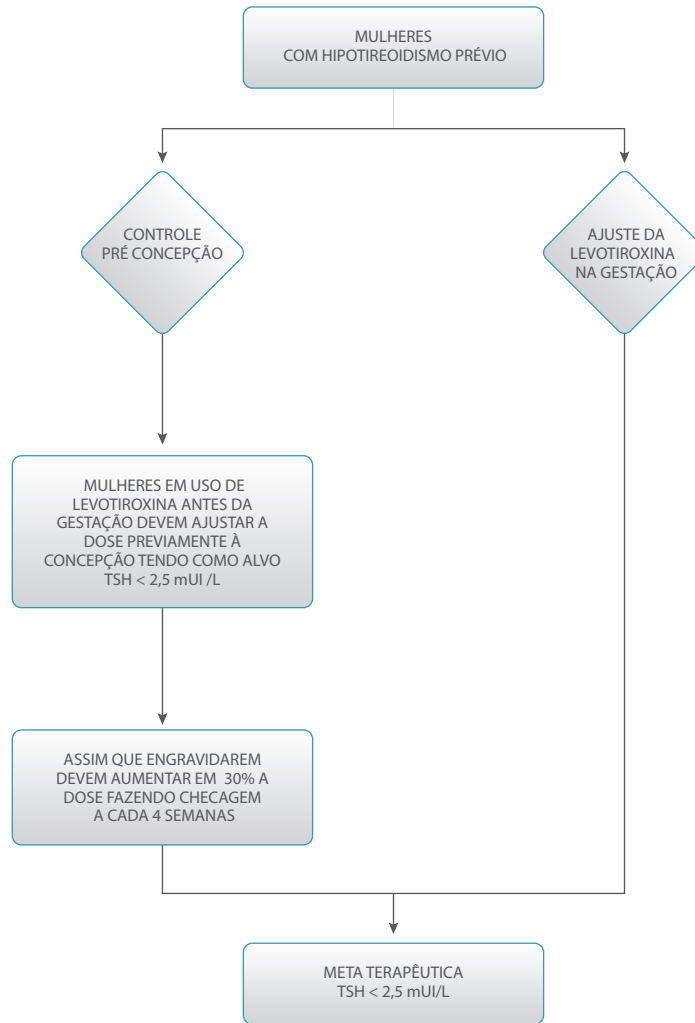 MULHERES
COM HIPOTIREOIDISMO PRÉVIO
CONTROLE
PRÉ CONCEPÇÃO
AJUSTE DA
LEVOTIROXINA
NA GESTAÇÃO
MULHERES EM USO DE
LEVOTIROXINA ANTES DA
GESTAÇÃO DEVEM AJUSTAR A
DOSE PREVIAMENTE À
CONCEPÇÃO TENDO COMO ALVO
TSH < 2,5 mUI /L
ASSIM QUE ENGRAVIDAREM
DEVEM AUMENTAR EM 30% A
DOSE FAZENDO CHECAGEM
A CADA 4 SEMANAS
META TERAPÊUTICA
TSH < 2,5 mUI/L